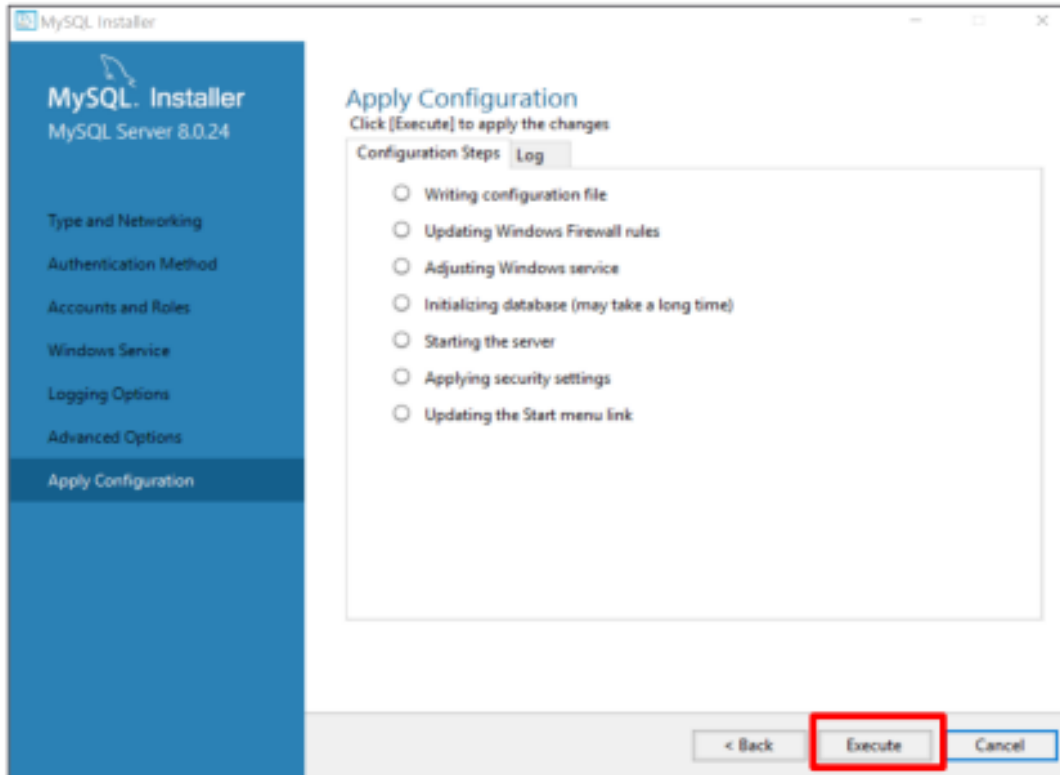 MySQL Installer
MySQL. Installer
MySQL Server 8.0.24
Type and Networking
Authentication Method
Accounts and Roles
Windows Service
Logging Options
Advanced Options
Apply Configuration
Apply Configuration
Click [Execute] to apply the changes
Configuration Steps Log
Writing configuration file
Updating Windows Firewall rules
Adjusting Windows service
Initializing database (may take a long time)
Starting the server
Applying security settings
Updating the Start menu link
< Back Execute Cancel